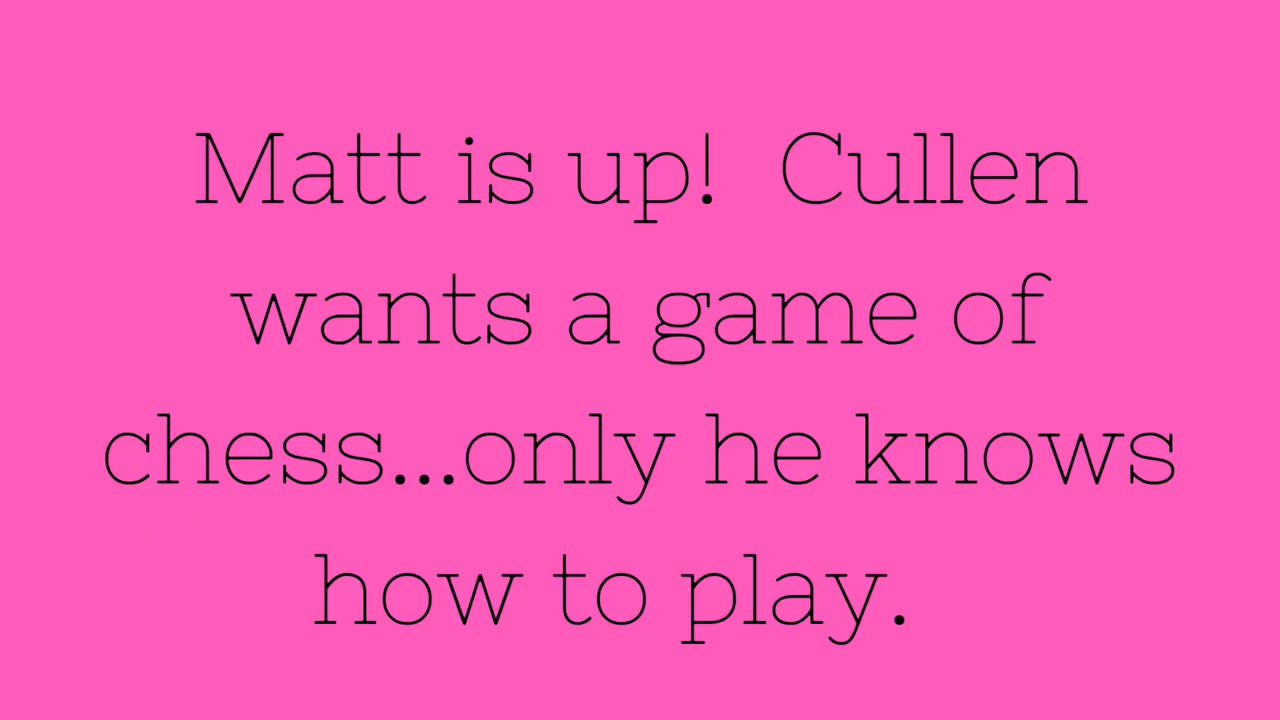 Matt is up!  Cullen
wants a game of
chess...only he knows
how to play.